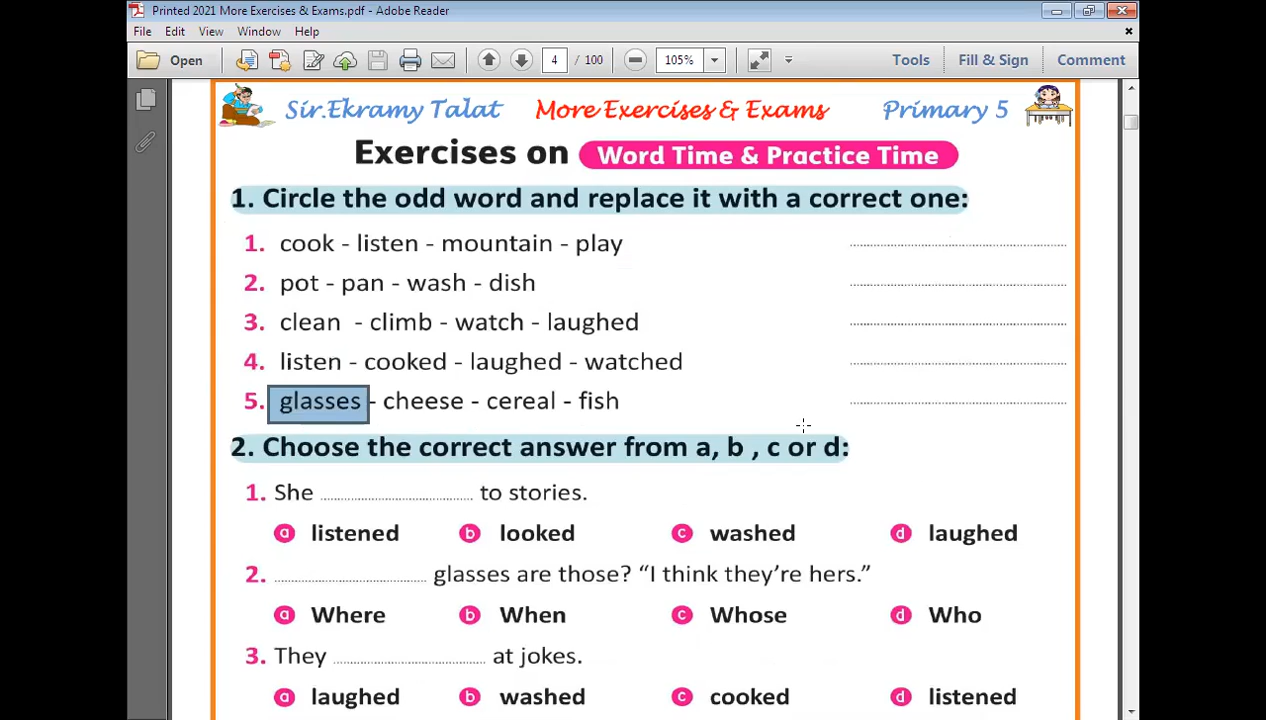 Printed 2021 More Exercises & Exams.pdf - Adobe Reader
File Edit View Window Help
Open 4 / 100 105% Tools Fill & Sign Comment
Sir.Ekramy Talat More Exercises & Exams Primary 5
Exercises on Word Time & Practice Time
1. Circle the odd word and replace it with a correct one:
1. cook - listen - mountain - play
2. pot - pan - wash - dish
3. clean - climb - watch - laughed
4. listen - cooked - laughed - watched
5. glasses - cheese - cereal - fish
2. Choose the correct answer from a, b , c or d:
1. She ........................ to stories.
a listened b looked c washed d laughed
2. ........................ glasses are those? “I think they’re hers.”
a Where b When c Whose d Who
3. They ........................ at jokes.
a laughed b washed c cooked d listened